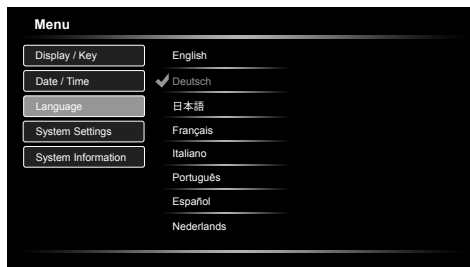 Menu
Display / Key
Date / Time
Language
System Settings
System Information
English
Deutsch
日本語
Français
Italiano
Português
Español
Nederlands